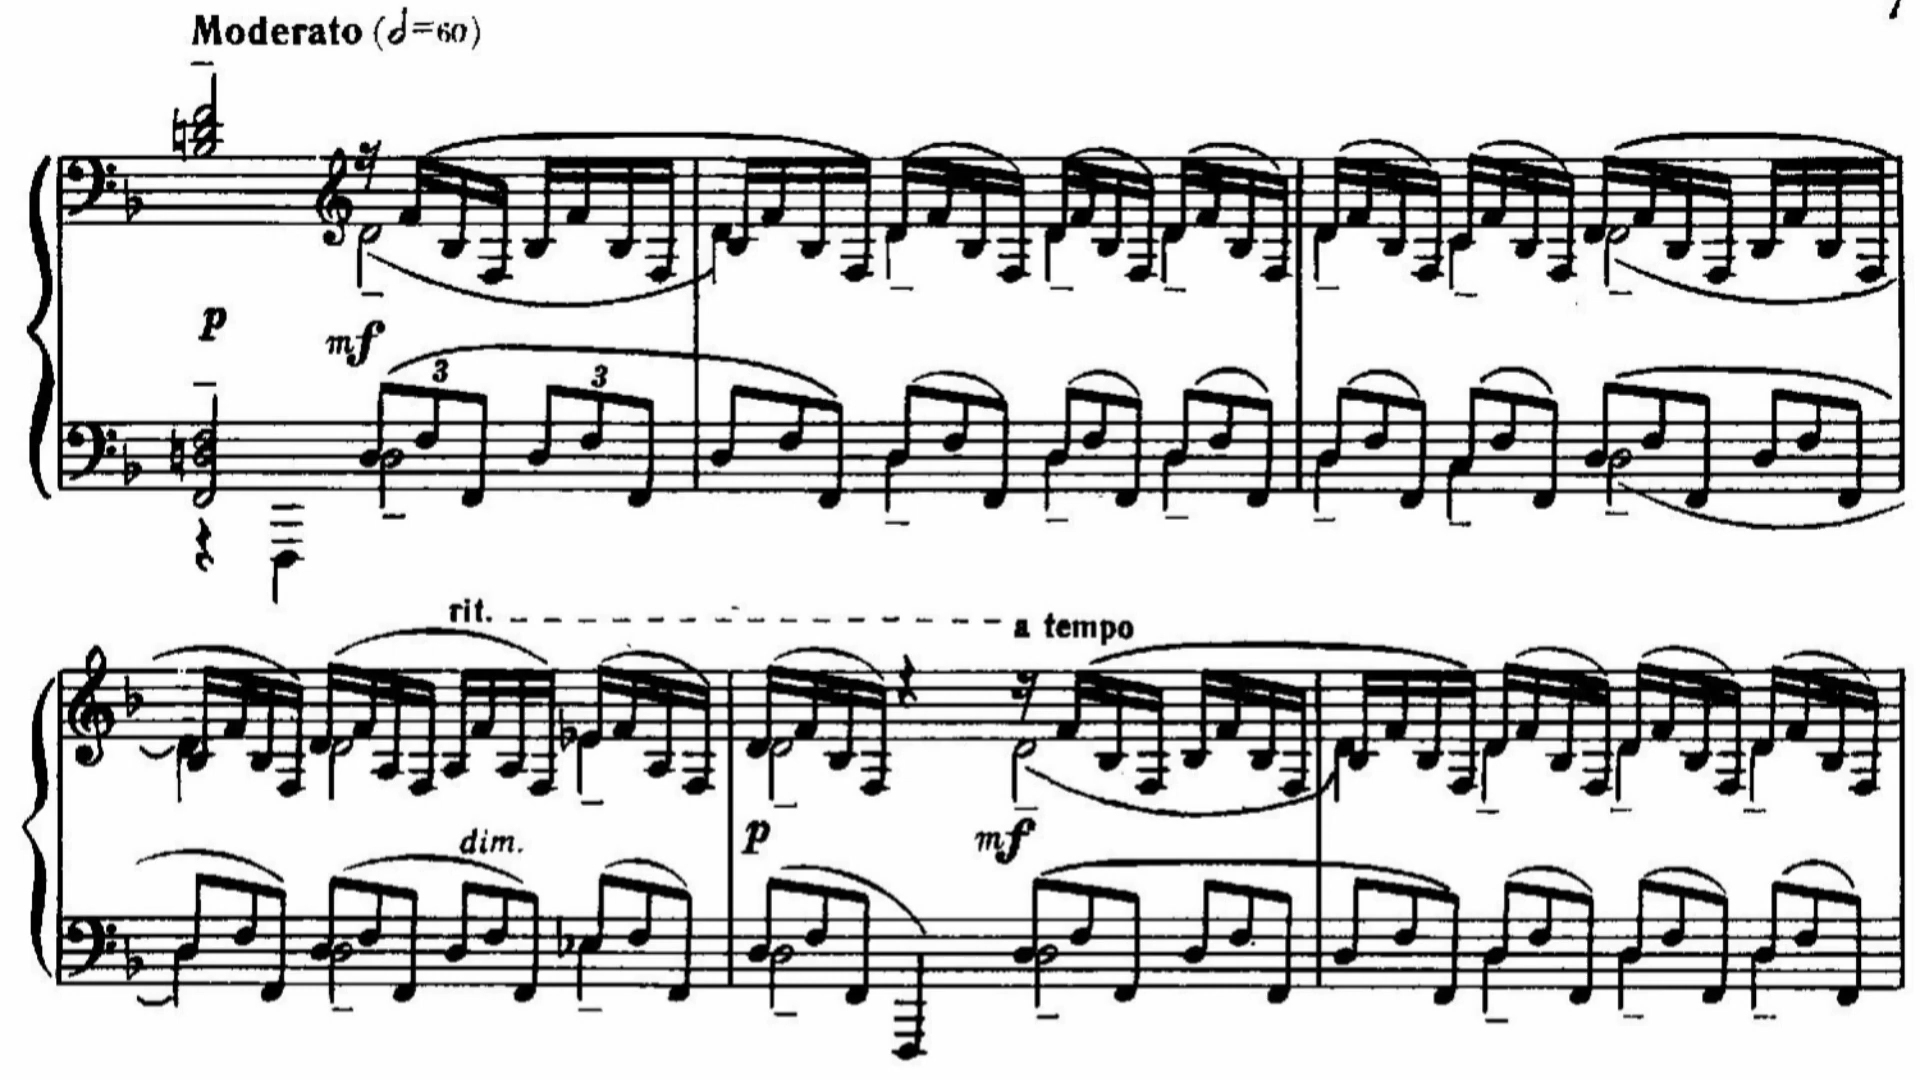 Moderato (𝅗𝅥=60)
p
mf
3 3
rit.
a tempo
dim.
p
mf